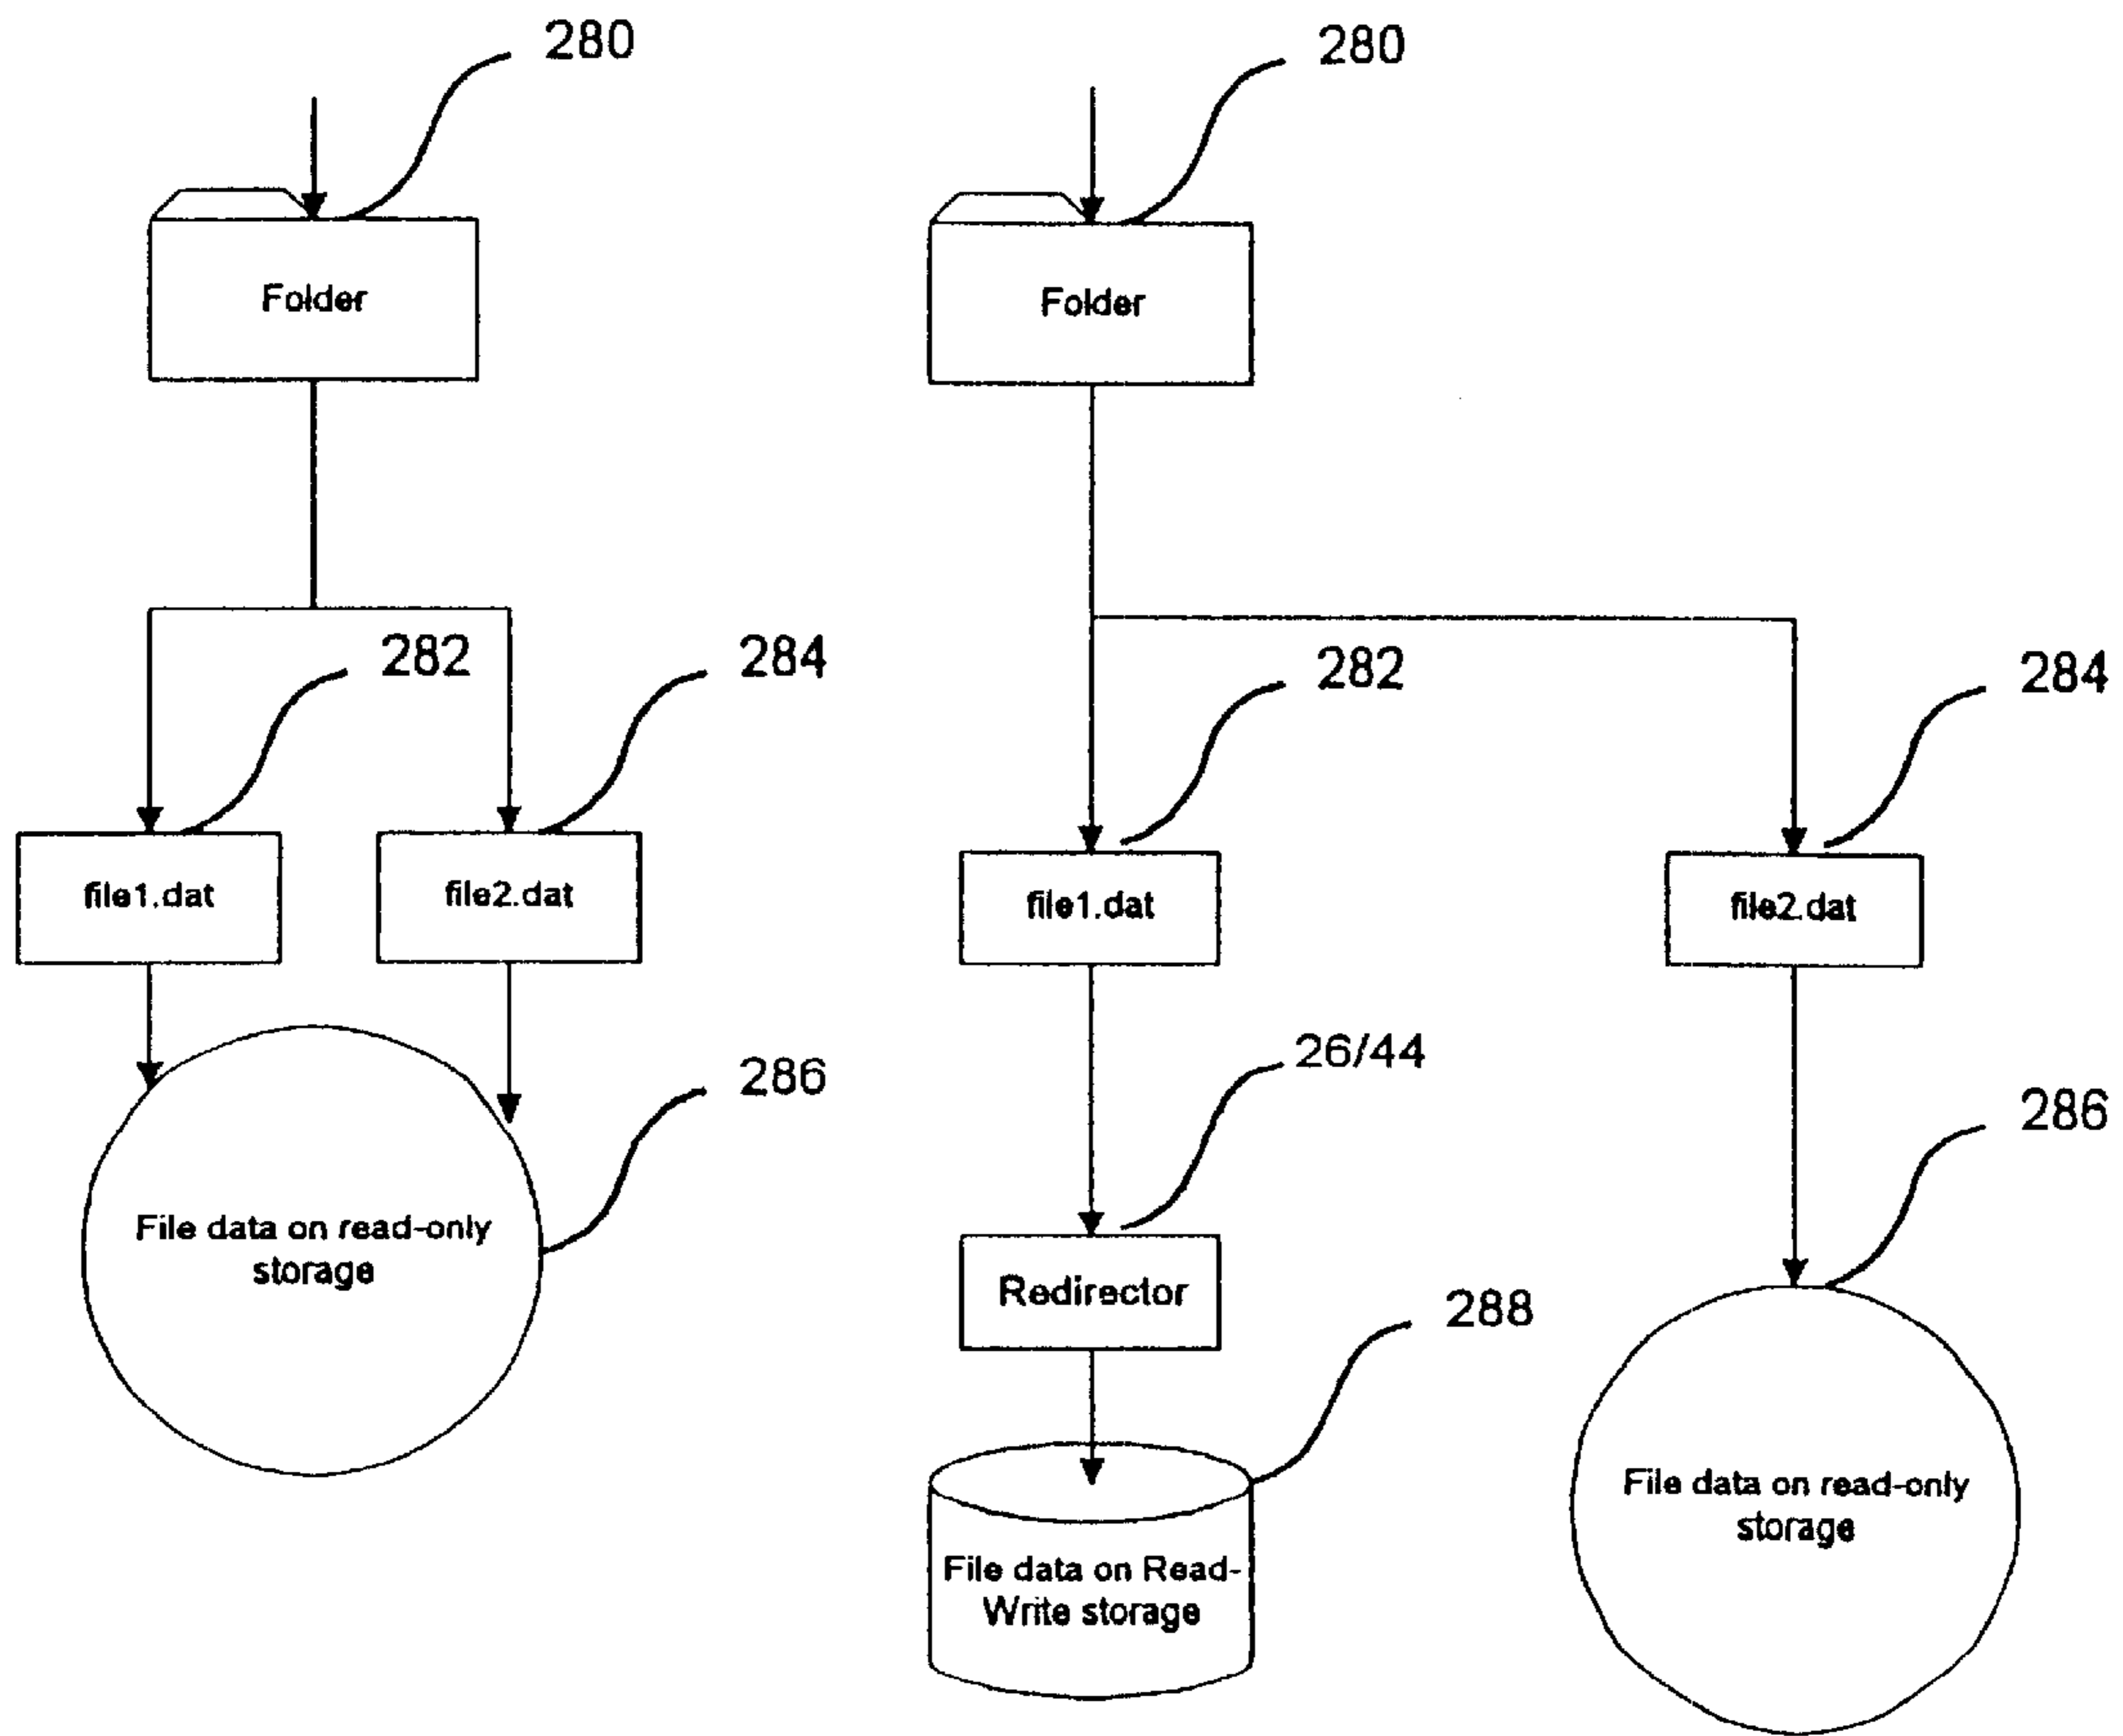 280
280
Folder
Folder
282
284
282
284
file1.dat
file2.dat
file1.dat
file2.dat
26/44
286
286
File data on read-only
storage
Redirector
288
File data on read-only
storage
File data on Read-
Write storage